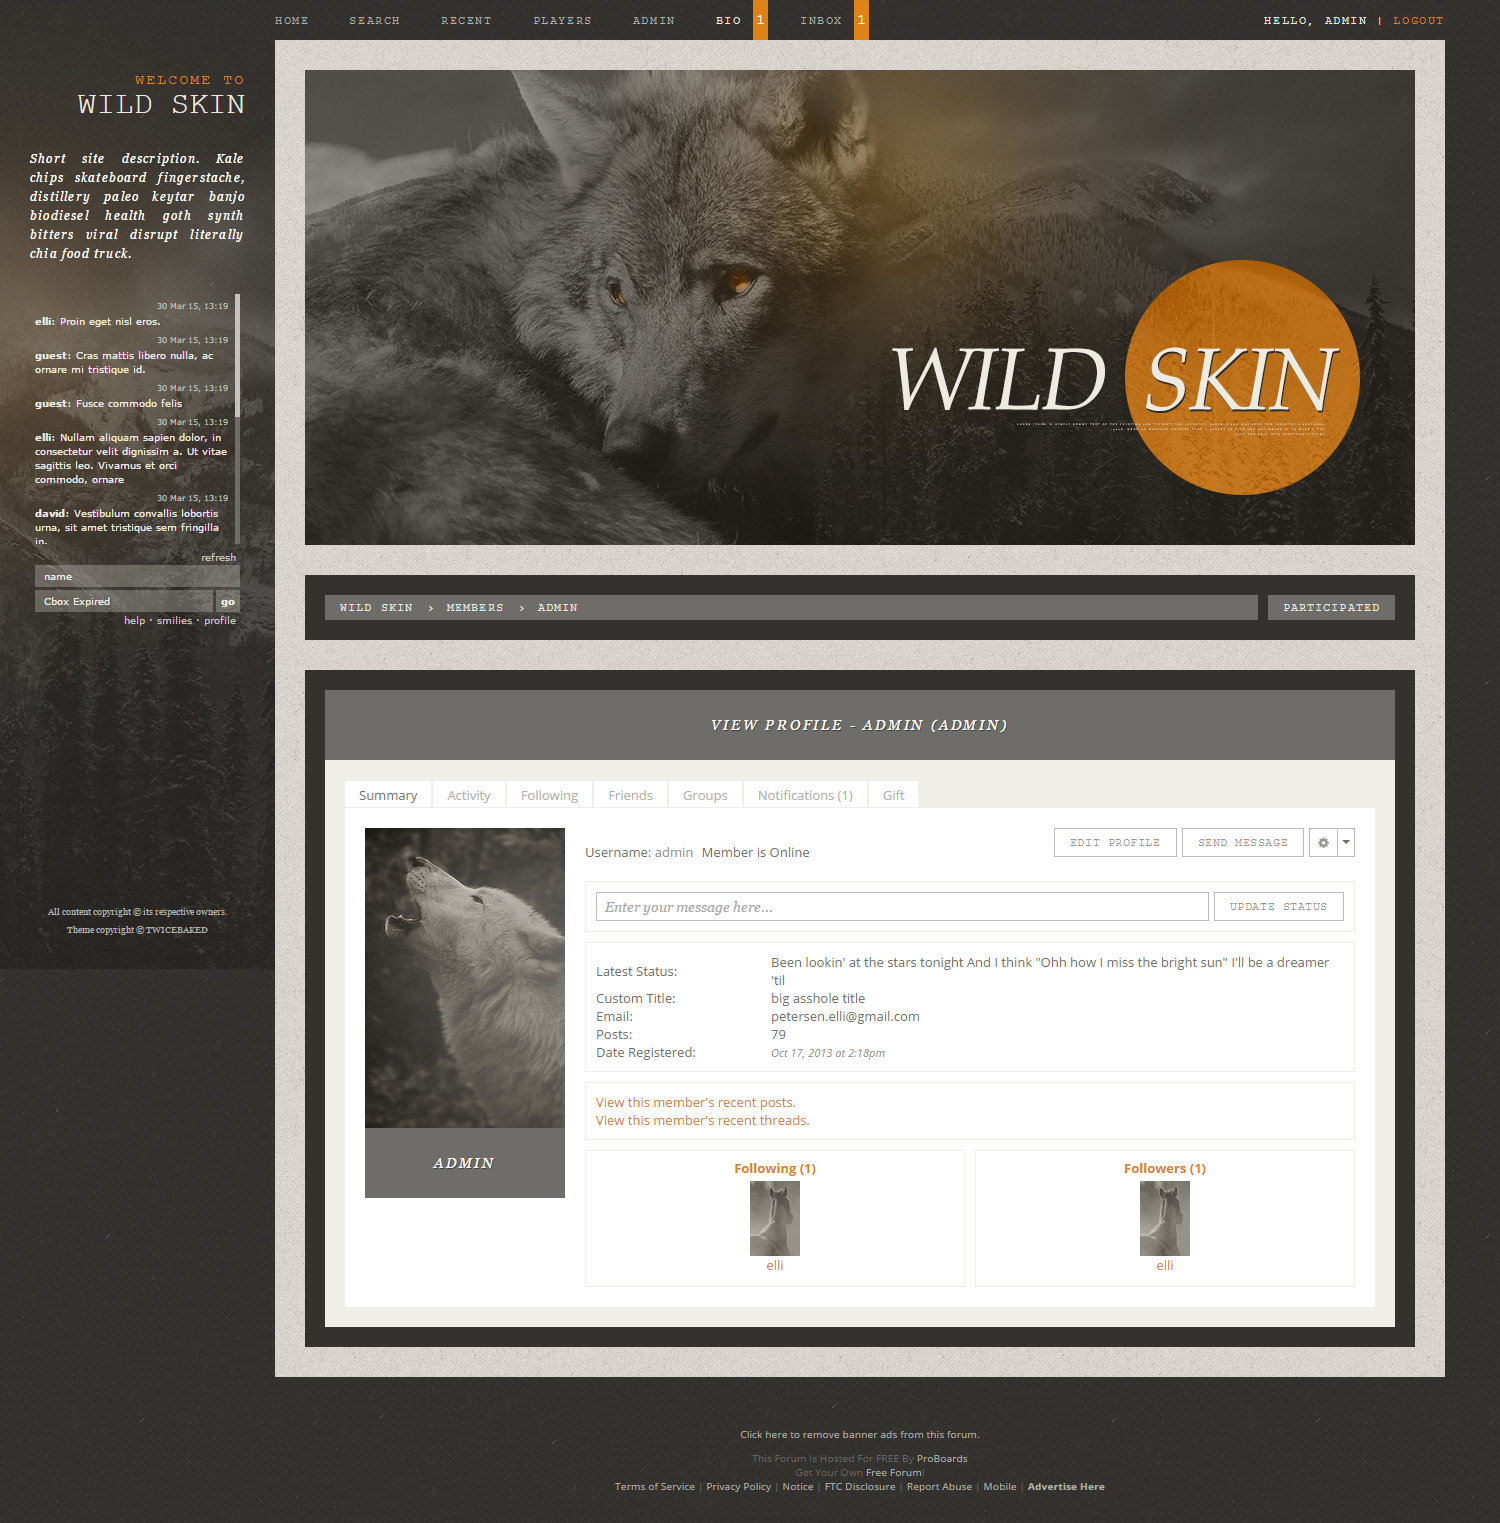 HOME SEARCH RECENT PLAYERS ADMIN BIO 1 INBOX 1 HELLO, ADMIN | LOGOUT
WELCOME TO
WILD SKIN
Short site description. Kale
chips skateboard fingerstache,
distillery paleo keytar banjo
biodiesel health goth synth
bitters viral disrupt literally
chia food truck.
30 Mar 15, 13:19
elli: Proin eget nisl eros.
30 Mar 15, 13:19
guest: Cras mattis libero nulla, ac
ornare mi tristique id.
30 Mar 15, 13:19
guest: Fusce commodo felis
30 Mar 15, 13:19
elli: Nullam aliquam sapien dolor, in
consectetur velit dignissim a. Ut vitae
sagittis leo. Vivamus et orci
commodo, ornare
30 Mar 15, 13:19
david: Vestibulum convallis lobortis
urna, sit amet tristique sem fringilla
in.
refresh
name
Cbox Expired go
help · smilies · profile
All content copyright © its respective owners.
Theme copyright © TWICEBAKED
WILD SKIN
WILD SKIN › MEMBERS › ADMIN PARTICIPATED
VIEW PROFILE - ADMIN (ADMIN)
Summary Activity Following Friends Groups Notifications (1) Gift
Username: admin Member is Online EDIT PROFILE SEND MESSAGE
Enter your message here... UPDATE STATUS
Latest Status: Been lookin' at the stars tonight And I think "Ohh how I miss the bright sun" I'll be a dreamer
'til
Custom Title: big asshole title
Email: petersen.elli@gmail.com
Posts: 79
Date Registered: Oct 17, 2013 at 2:18pm
View this member's recent posts.
View this member's recent threads.
ADMIN
Following (1) Followers (1)
elli elli
Click here to remove banner ads from this forum.
This Forum Is Hosted For FREE By ProBoards
Get Your Own Free Forum!
Terms of Service | Privacy Policy | Notice | FTC Disclosure | Report Abuse | Mobile | Advertise Here